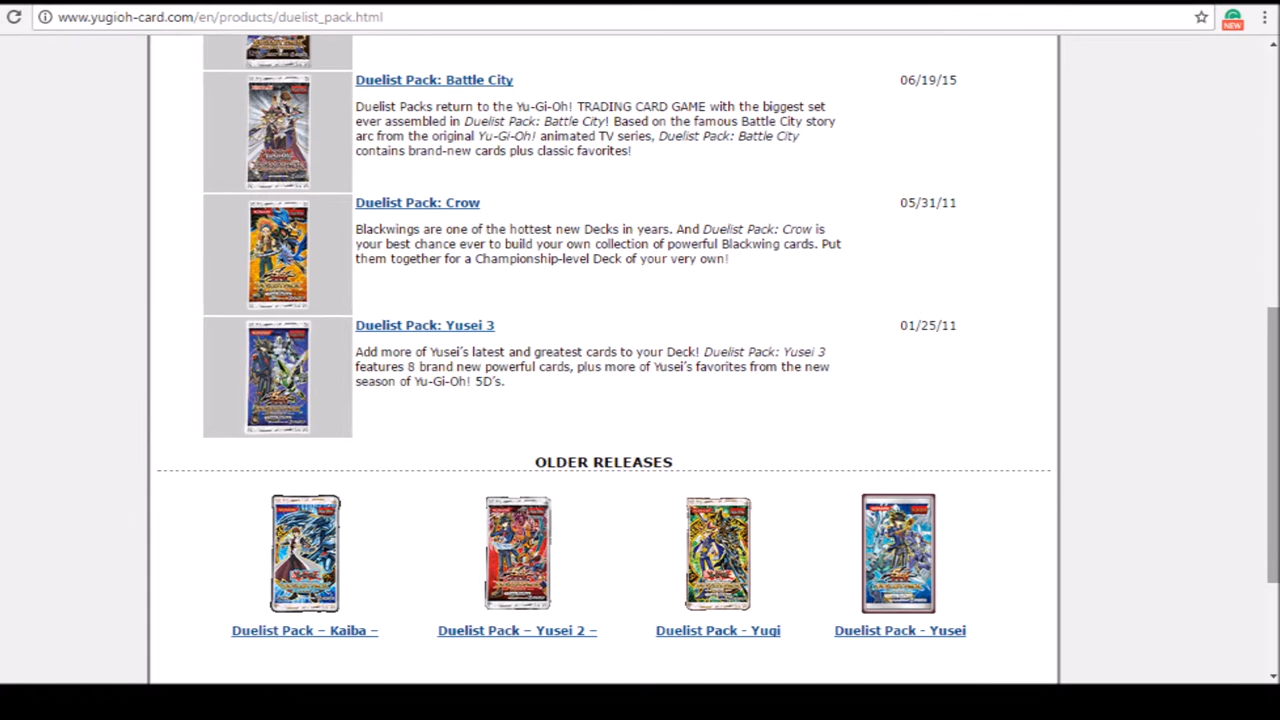 www.yugioh-card.com/en/products/duelist_pack.html
NEW
Duelist Pack: Battle City
06/19/15
Duelist Packs return to the Yu-Gi-Oh! TRADING CARD GAME with the biggest set
ever assembled in Duelist Pack: Battle City! Based on the famous Battle City story
arc from the original Yu-Gi-Oh! animated TV series, Duelist Pack: Battle City
contains brand-new cards plus classic favorites!
Duelist Pack: Crow
05/31/11
Blackwings are one of the hottest new Decks in years. And Duelist Pack: Crow is
your best chance ever to build your own collection of powerful Blackwing cards. Put
them together for a Championship-level Deck of your very own!
Duelist Pack: Yusei 3
01/25/11
Add more of Yusei´s latest and greatest cards to your Deck! Duelist Pack: Yusei 3
features 8 brand new powerful cards, plus more of Yusei´s favorites from the new
season of Yu-Gi-Oh! 5D´s.
OLDER RELEASES
Duelist Pack – Kaiba –
Duelist Pack – Yusei 2 –
Duelist Pack - Yugi
Duelist Pack - Yusei